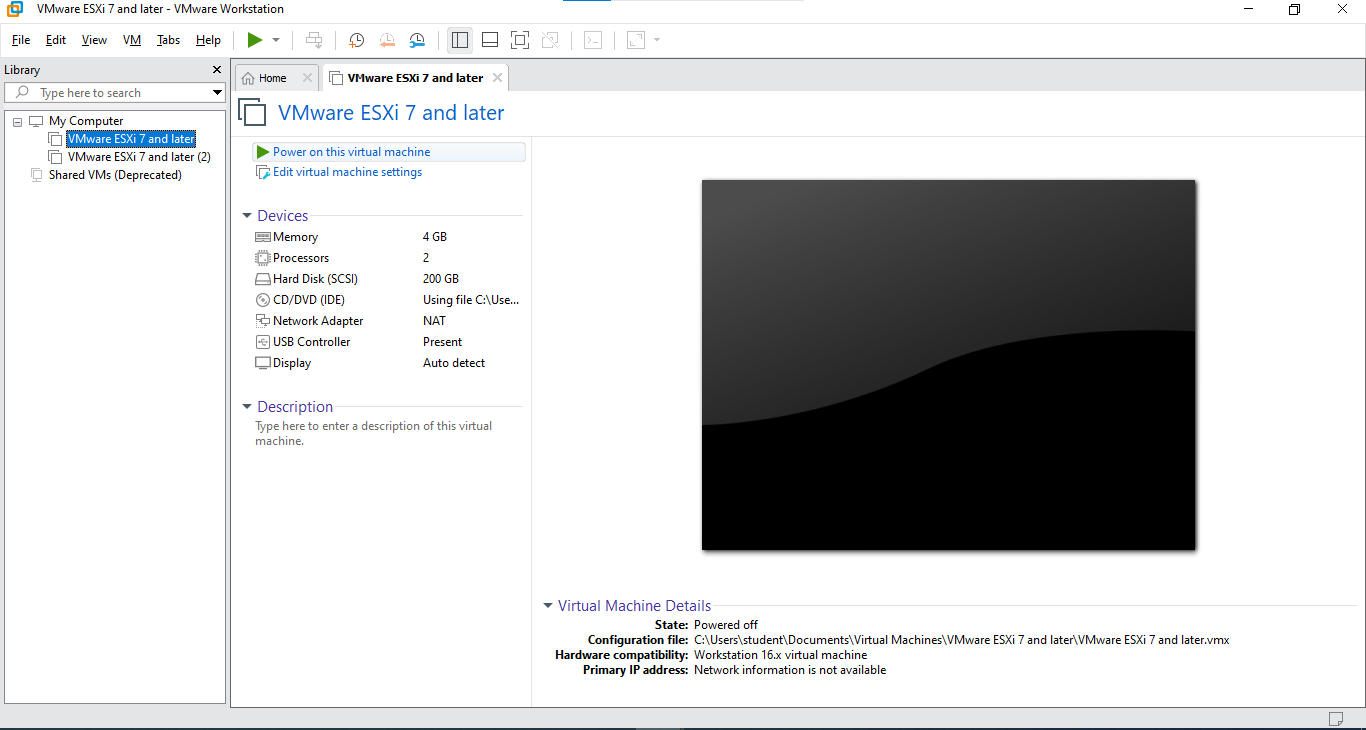 VMware ESXi 7 and later - VMware Workstation
File Edit View VM Tabs Help
Library
Type here to search
My Computer
VMware ESXi 7 and later
VMware ESXi 7 and later (2)
Shared VMs (Deprecated)
Home
VMware ESXi 7 and later
VMware ESXi 7 and later
Power on this virtual machine
Edit virtual machine settings
Devices
Memory 4 GB
Processors 2
Hard Disk (SCSI) 200 GB
CD/DVD (IDE) Using file C:\Use...
Network Adapter NAT
USB Controller Present
Display Auto detect
Description
Type here to enter a description of this virtual
machine.
Virtual Machine Details
State: Powered off
Configuration file: C:\Users\student\Documents\Virtual Machines\VMware ESXi 7 and later\VMware ESXi 7 and later.vmx
Hardware compatibility: Workstation 16.x virtual machine
Primary IP address: Network information is not available